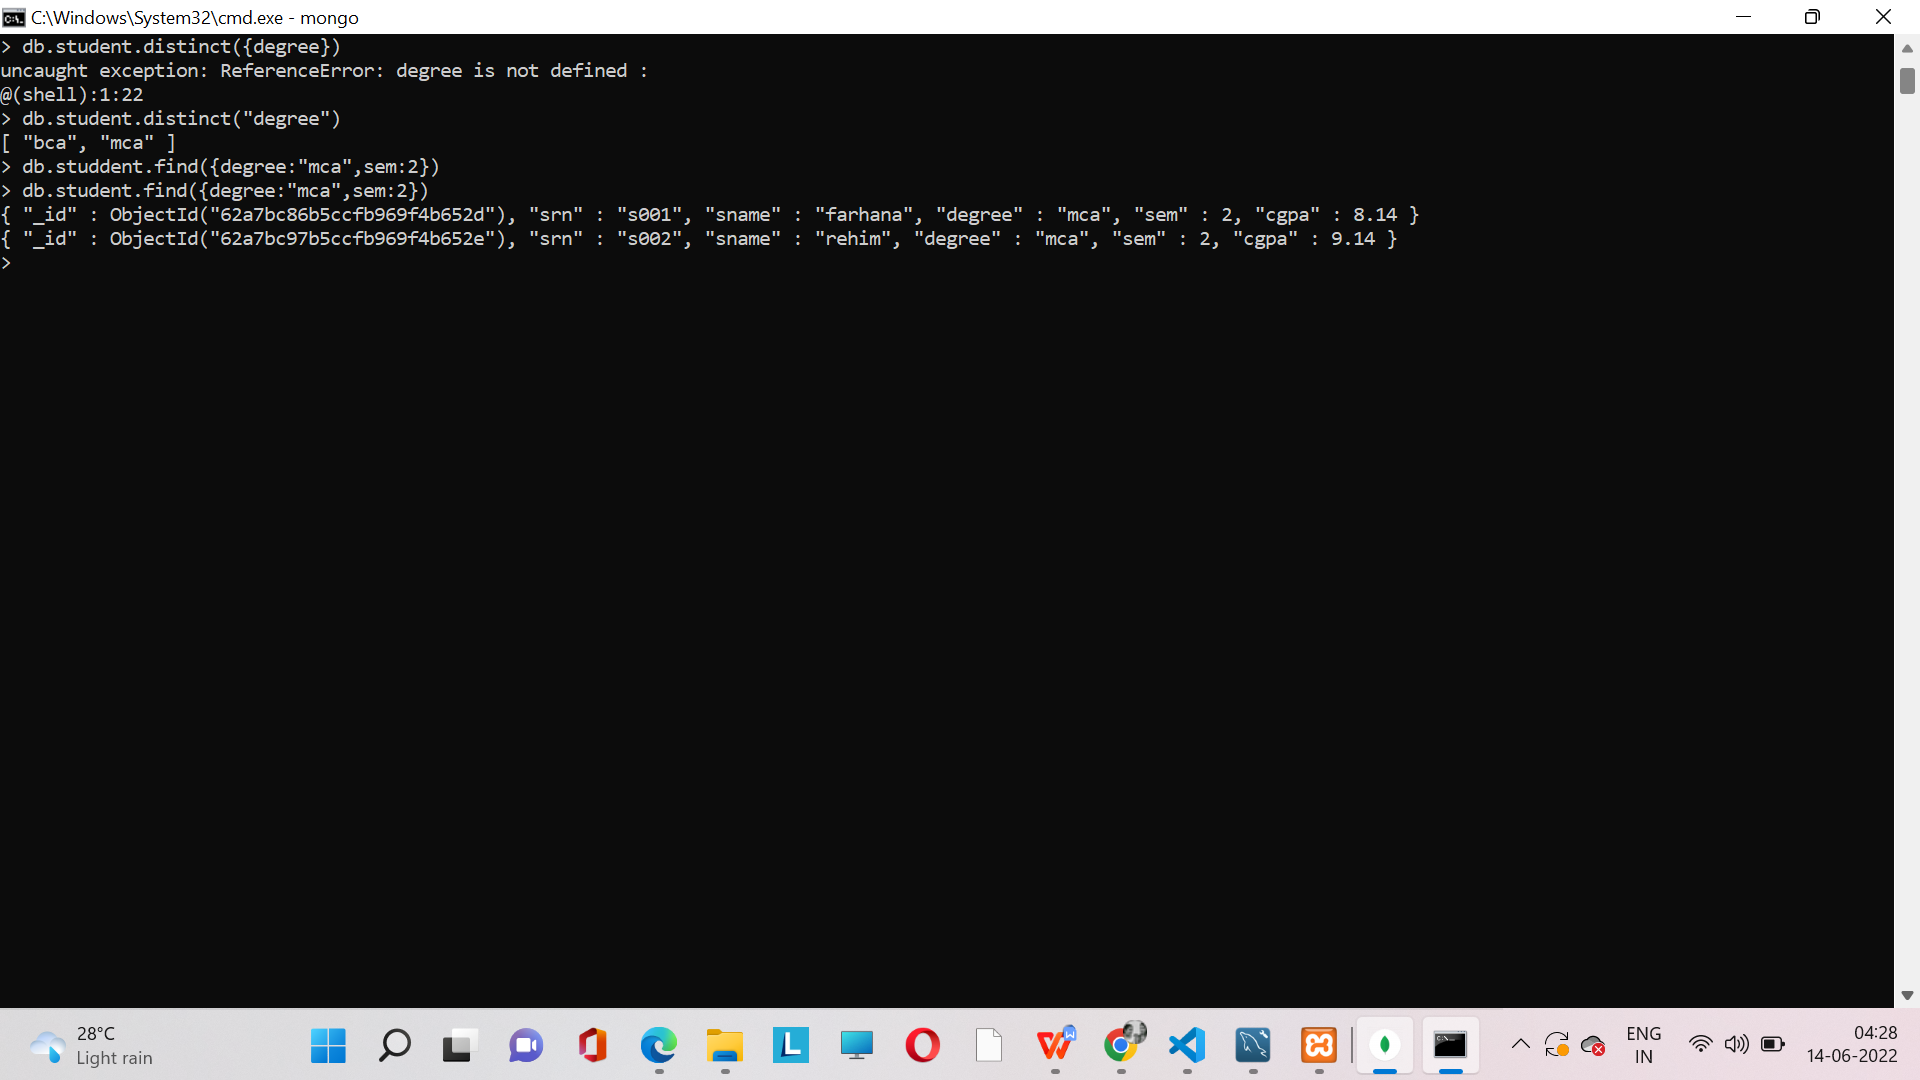 C:\Windows\System32\cmd.exe - mongo
> db.student.distinct({degree})
uncaught exception: ReferenceError: degree is not defined :
@(shell):1:22
> db.student.distinct("degree")
[ "bca", "mca" ]
> db.studdent.find({degree:"mca",sem:2})
> db.student.find({degree:"mca",sem:2})
{ "_id" : ObjectId("62a7bc86b5ccfb969f4b652d"), "srn" : "s001", "sname" : "farhana", "degree" : "mca", "sem" : 2, "cgpa" : 8.14 }
{ "_id" : ObjectId("62a7bc97b5ccfb969f4b652e"), "srn" : "s002", "sname" : "rehim", "degree" : "mca", "sem" : 2, "cgpa" : 9.14 }
>
28°C
Light rain
ENG
IN
04:28
14-06-2022